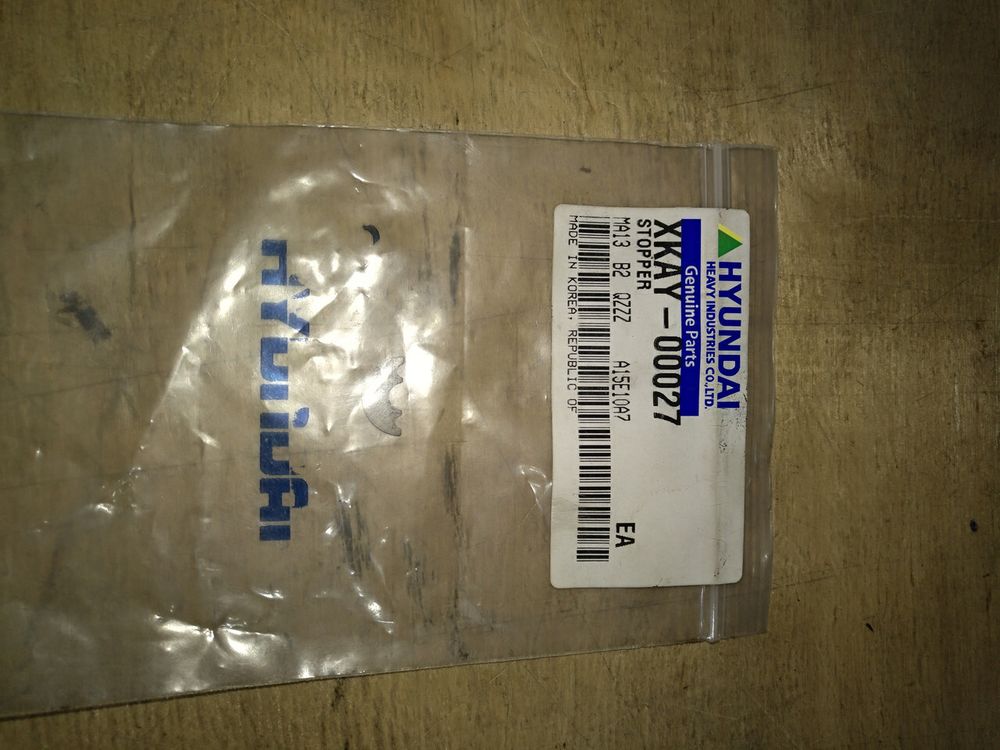 HYUNDAI
HEAVY INDUSTRIES CO.,LTD.
Genuine Parts
XKAY-00027
STOPPER
MA13 B2 QZZZ A15E10A7 EA
MADE IN KOREA, REPUBLIC OF
HYUNDAI